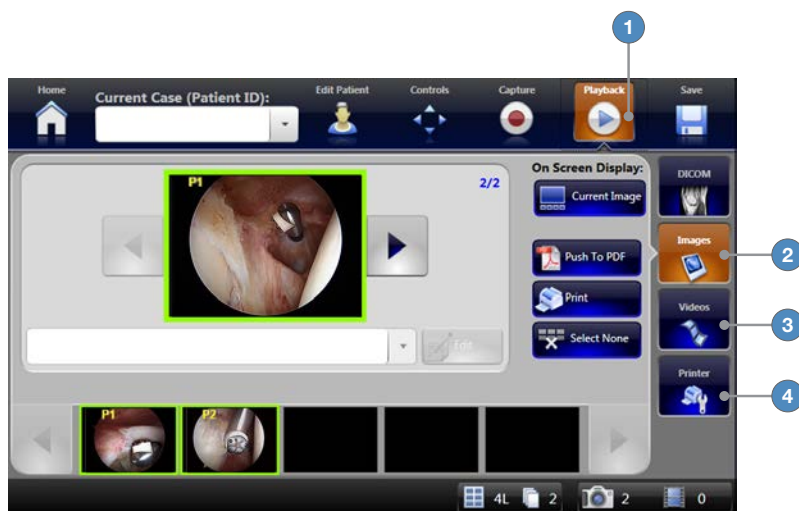 1
Home
Current Case (Patient ID):
Edit Patient
Controls
Capture
Playback
Save
P1
2/2
On Screen Display:
Current Image
DICOM
Push To PDF
Images
2
Print
Videos
3
Select None
Edit
Printer
4
P1
P2
4L
2
2
0